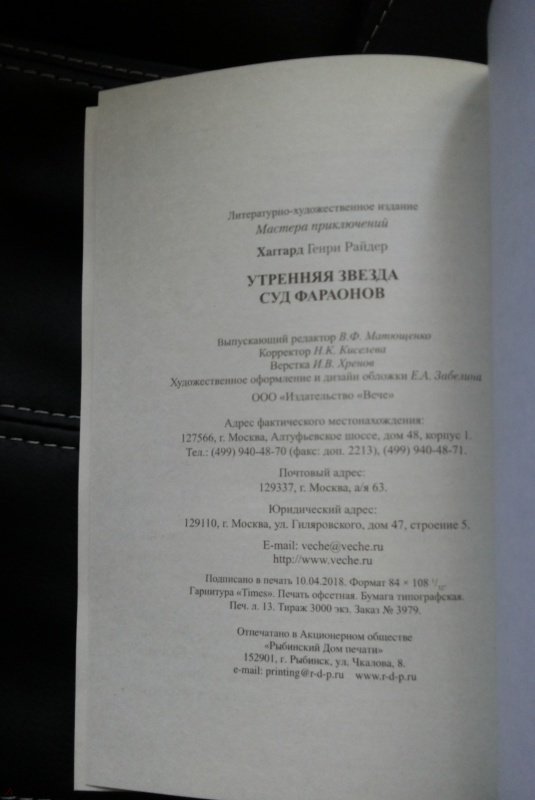 Литературно-художественное издание
Мастера приключений
Хаггард Генри Райдер
УТРЕННЯЯ ЗВЕЗДА
СУД ФАРАОНОВ
Выпускающий редактор В.Ф. Матющенко
Корректор Н.К. Киселева
Верстка И.В. Хренов
Художественное оформление и дизайн обложки Е.А. Забелина
ООО «Издательство «Вече»
Адрес фактического местонахождения:
127566, г. Москва, Алтуфьевское шоссе, дом 48, корпус 1.
Тел.: (499) 940-48-70 (факс: доп. 2213), (499) 940-48-71.
Почтовый адрес:
129337, г. Москва, а/я 63.
Юридический адрес:
129110, г. Москва, ул. Гиляровского, дом 47, строение 5.
E-mail: veche@veche.ru
http://www.veche.ru
Подписано в печать 10.04.2018. Формат 84 × 108 1/32.
Гарнитура «Times». Печать офсетная. Бумага типографская.
Печ. л. 13. Тираж 3000 экз. Заказ № 3979.
Отпечатано в Акционерном обществе
«Рыбинский Дом печати»
152901, г. Рыбинск, ул. Чкалова, 8.
e-mail: printing@r-d-p.ru www.r-d-p.ru